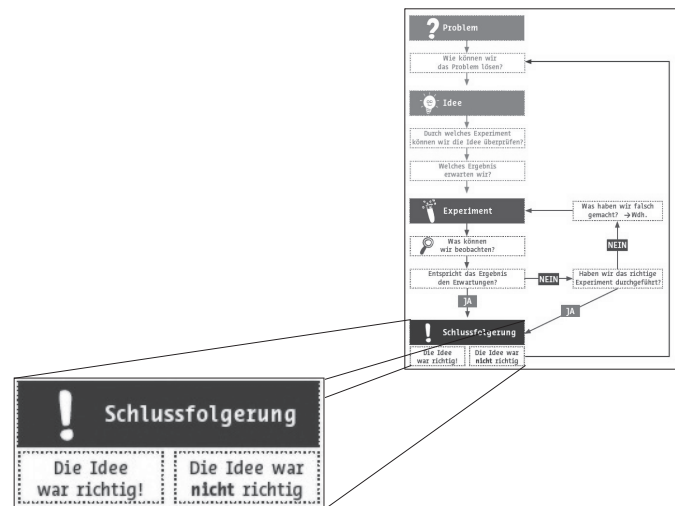 ? Problem
Wie können wir
das Problem lösen?
Idee
Durch welches Experiment
können wir die Idee überprüfen?
Welches Ergebnis
erwarten wir?
Experiment
Was haben wir falsch
gemacht? →Wdh.
Was können
wir beobachten?
NEIN
Entspricht das Ergebnis
den Erwartungen?
NEIN
Haben wir das richtige
Experiment durchgeführt?
JA
JA
! Schlussfolgerung
Die Idee
war richtig!
Die Idee war
nicht richtig
! Schlussfolgerung
Die Idee
war richtig!
Die Idee war
nicht richtig